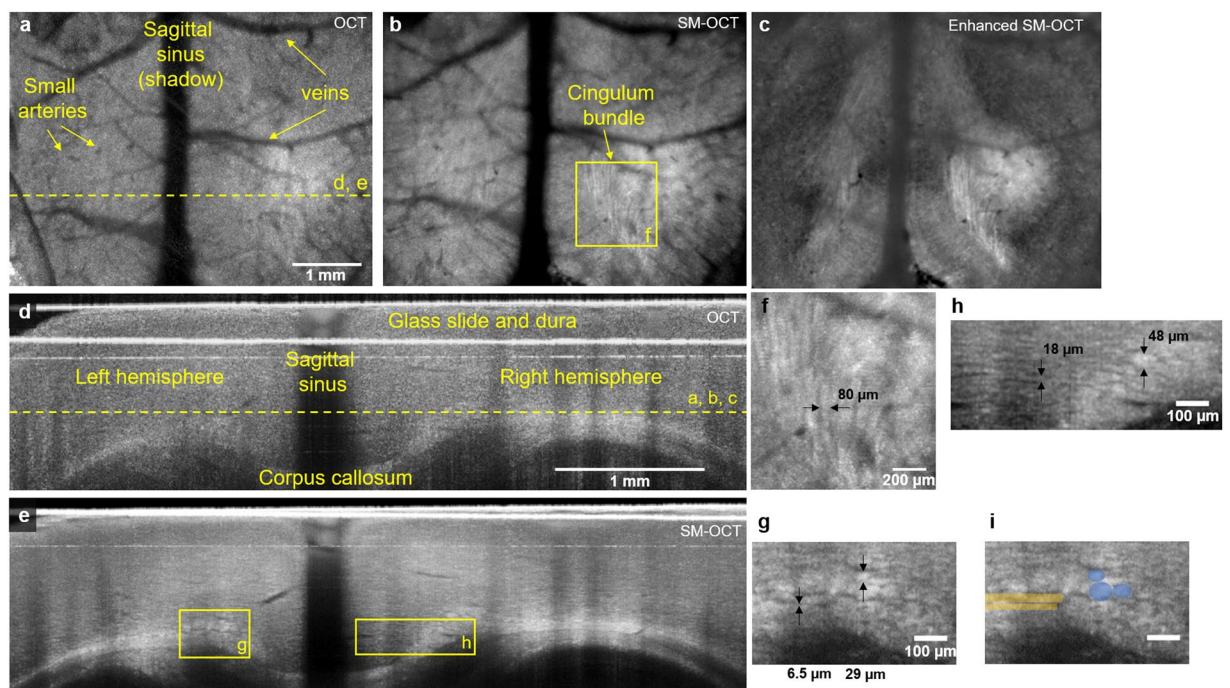 a
OCT
Sagittal
sinus
(shadow)
Small
arteries
veins
d, e
1 mm
b
SM-OCT
Cingulum
bundle
f
c
Enhanced SM-OCT
d
OCT
Glass slide and dura
Sagittal
sinus
Left hemisphere
Right hemisphere
a, b, c
Corpus callosum
1 mm
e
SM-OCT
g
h
f
80 µm
200 µm
h
18 µm
48 µm
100 µm
g
100 µm
6.5 µm
29 µm
i